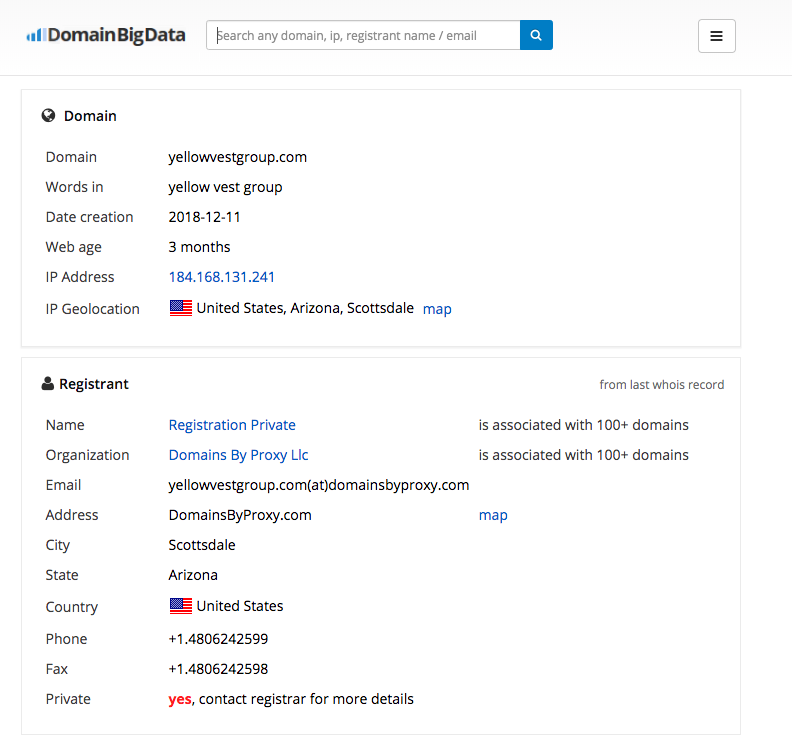 DomainBigData
Search any domain, ip, registrant name / email
Domain
Domain yellowvestgroup.com
Words in yellow vest group
Date creation 2018-12-11
Web age 3 months
IP Address 184.168.131.241
IP Geolocation United States, Arizona, Scottsdale map
Registrant from last whois record
Name Registration Private is associated with 100+ domains
Organization Domains By Proxy Llc is associated with 100+ domains
Email yellowvestgroup.com(at)domainsbyproxy.com
Address DomainsByProxy.com map
City Scottsdale
State Arizona
Country United States
Phone +1.4806242599
Fax +1.4806242598
Private yes, contact registrar for more details